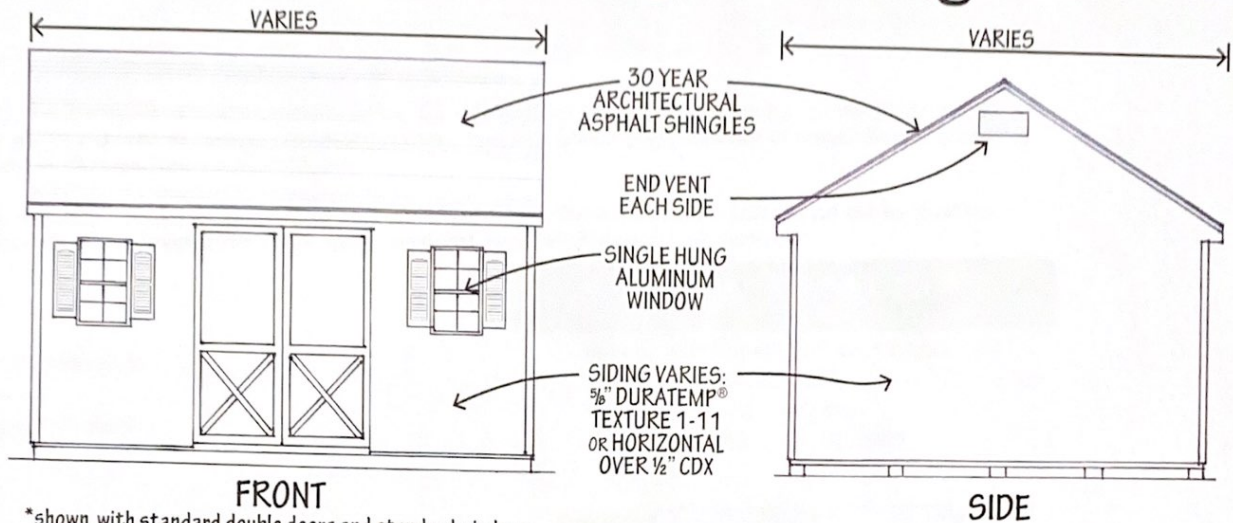 VARIES
VARIES
30 YEAR
ARCHITECTURAL
ASPHALT SHINGLES
END VENT
EACH SIDE
SINGLE HUNG
ALUMINUM
WINDOW
SIDING VARIES:
⅝" DURATEMP®
TEXTURE 1-11
OR HORIZONTAL
OVER ½" CDX
FRONT
SIDE
*shown with standard double doors and